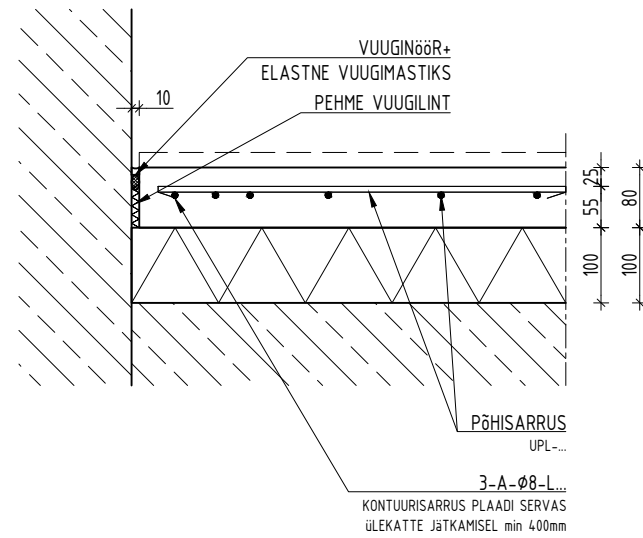 VUUGINööR+
ELASTNE VUUGIMASTIKS
PEHME VUUGILINT
10
25
55
80
100
100
PõHISARRUS
UPL-...
3-A-Ø8-L...
KONTUURISARRUS PLAADI SERVAS
üLEKATTE JäTKAMISEL min 400mm